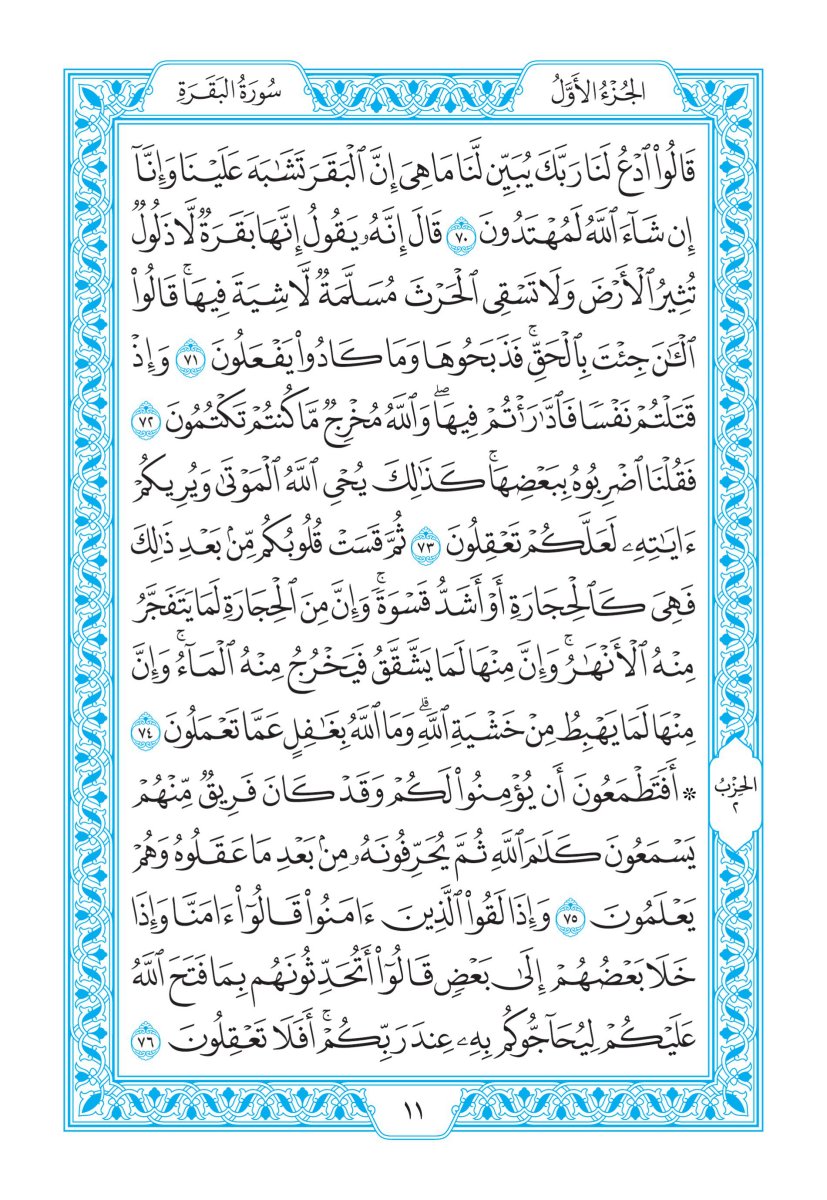 الجُزْءُ الأَوَّلُ
سُورَةُ البَقَرَةِ
قَالُوا۟ ٱدْعُ لَنَا رَبَّكَ يُبَيِّن لَّنَا مَا هِىَ إِنَّ ٱلْبَقَرَ تَشَـٰبَهَ عَلَيْنَا وَإِنَّآ
إِن شَآءَ ٱللَّهُ لَمُهْتَدُونَ ٧٠ قَالَ إِنَّهُۥ يَقُولُ إِنَّهَا بَقَرَةٌ لَّا ذَلُولٌ
تُثِيرُ ٱلْأَرْضَ وَلَا تَسْقِى ٱلْحَرْثَ مُسَلَّمَةٌ لَّا شِيَةَ فِيهَا ۚ قَالُوا۟
ٱلْـَٔـٰنَ جِئْتَ بِٱلْحَقِّ ۚ فَذَبَحُوهَا وَمَا كَادُوا۟ يَفْعَلُونَ ٧١ وَإِذْ
قَتَلْتُمْ نَفْسًا فَٱدَّٰرَْٰٔتُمْ فِيهَا ۖ وَٱللَّهُ مُخْرِجٌ مَّا كُنتُمْ تَكْتُمُونَ ٧٢
فَقُلْنَا ٱضْرِبُوهُ بِبَعْضِهَا ۚ كَذَٰلِكَ يُحْىِ ٱللَّهُ ٱلْمَوْتَىٰ وَيُرِيكُمْ
ءَايَـٰتِهِۦ لَعَلَّكُمْ تَعْقِلُونَ ٧٣ ثُمَّ قَسَتْ قُلُوبُكُم مِّنۢ بَعْدِ ذَٰلِكَ
فَهِىَ كَٱلْحِجَارَةِ أَوْ أَشَدُّ قَسْوَةً ۚ وَإِنَّ مِنَ ٱلْحِجَارَةِ لَمَا يَتَفَجَّرُ
مِنْهُ ٱلْأَنْهَـٰرُ ۚ وَإِنَّ مِنْهَا لَمَا يَشَّقَّقُ فَيَخْرُجُ مِنْهُ ٱلْمَآءُ ۚ وَإِنَّ
مِنْهَا لَمَا يَهْبِطُ مِنْ خَشْيَةِ ٱللَّهِ ۗ وَمَا ٱللَّهُ بِغَـٰفِلٍ عَمَّا تَعْمَلُونَ ٧٤
۞ أَفَتَطْمَعُونَ أَن يُؤْمِنُوا۟ لَكُمْ وَقَدْ كَانَ فَرِيقٌ مِّنْهُمْ
يَسْمَعُونَ كَلَـٰمَ ٱللَّهِ ثُمَّ يُحَرِّفُونَهُۥ مِنۢ بَعْدِ مَا عَقَلُوهُ وَهُمْ
يَعْلَمُونَ ٧٥ وَإِذَا لَقُوا۟ ٱلَّذِينَ ءَامَنُوا۟ قَالُوٓا۟ ءَامَنَّا وَإِذَا
خَلَا بَعْضُهُمْ إِلَىٰ بَعْضٍ قَالُوٓا۟ أَتُحَدِّثُونَهُم بِمَا فَتَحَ ٱللَّهُ
عَلَيْكُمْ لِيُحَآجُّوكُم بِهِۦ عِندَ رَبِّكُمْ ۚ أَفَلَا تَعْقِلُونَ ٧٦
الحِزْبُ
٢
١١